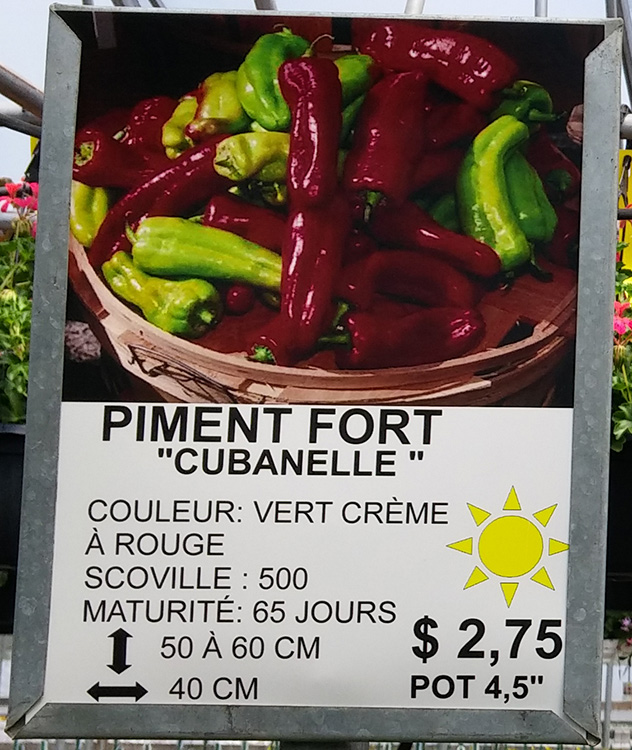 PIMENT FORT
"CUBANELLE "
COULEUR: VERT CRÈME
À ROUGE
SCOVILLE : 500
MATURITÉ: 65 JOURS
50 À 60 CM
40 CM
$ 2,75
POT 4,5"